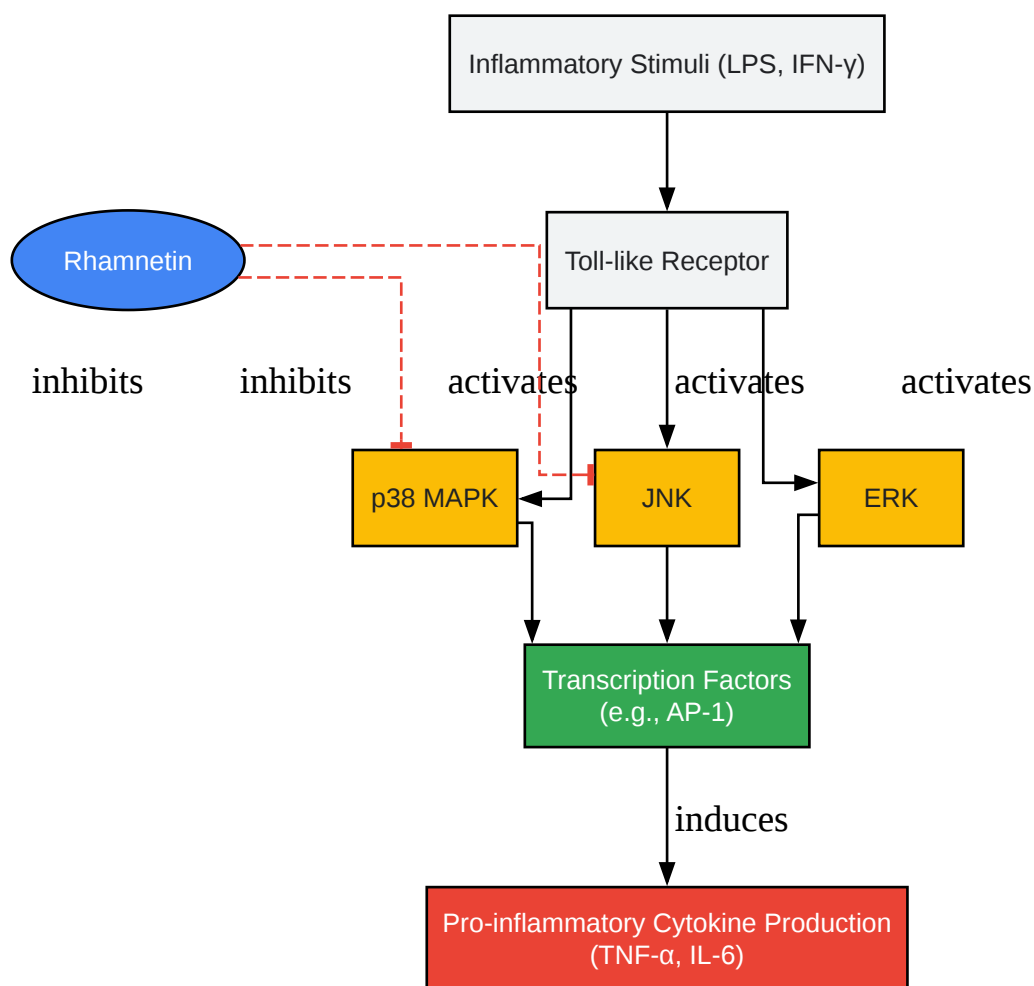 Inflammatory Stimuli (LPS, IFN-γ)
Rhamnetin
Toll-like Receptor
inhibits
inhibits
activates
activates
activates
p38 MAPK
JNK
ERK
Transcription Factors
(e.g., AP-1)
induces
Pro-inflammatory Cytokine Production
(TNF-α, IL-6)